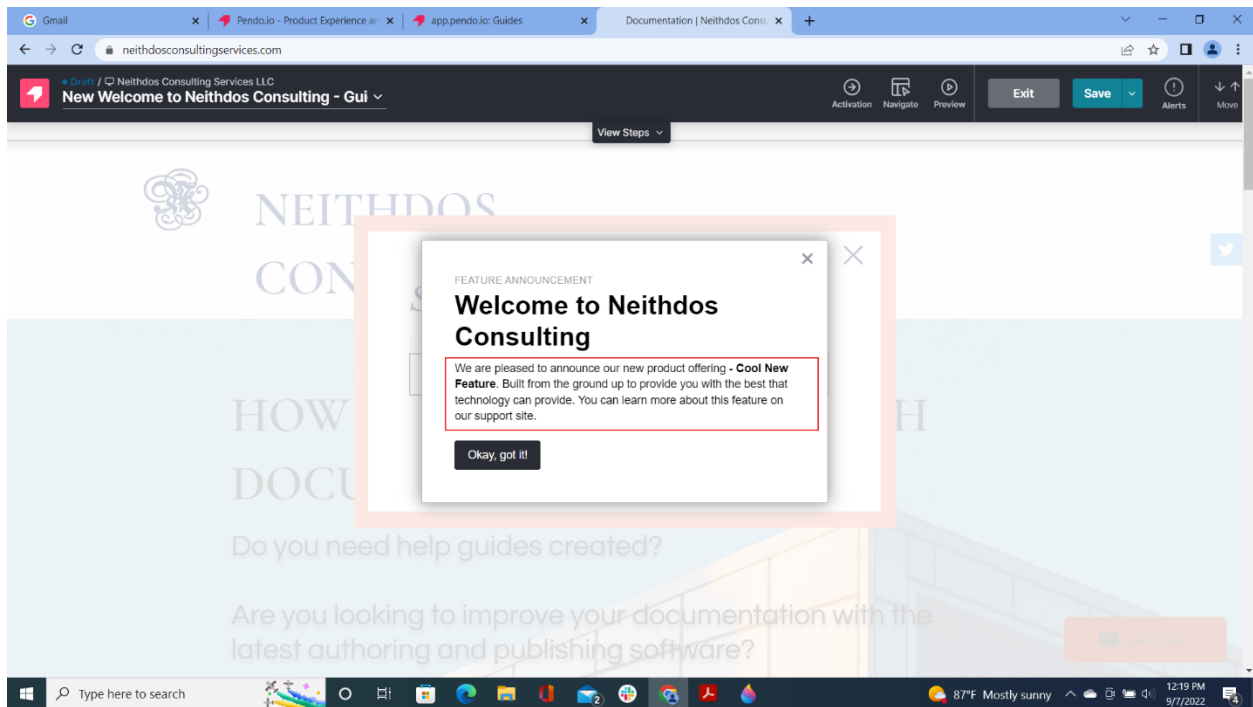 Gmail
Pendo.io - Product Experience an
app.pendo.io: Guides
Documentation | Neithdos Consu
neithdosconsultingservices.com
Draft / Neithdos Consulting Services LLC
New Welcome to Neithdos Consulting - Gui
Activation
Navigate
Preview
Exit
Save
Alerts
Move
View Steps
NEITHDOS
CON
S
FEATURE ANNOUNCEMENT
Welcome to Neithdos
Consulting
We are pleased to announce our new product offering - Cool New
Feature. Built from the ground up to provide you with the best that
technology can provide. You can learn more about this feature on
our support site.
Okay, got it!
HOW
H
DOCU
Do you need help guides created?
Are you looking to improve your documentation with the
latest authoring and publishing software?
Type here to search
2
87°F Mostly sunny
12:19 PM
9/7/2022
4